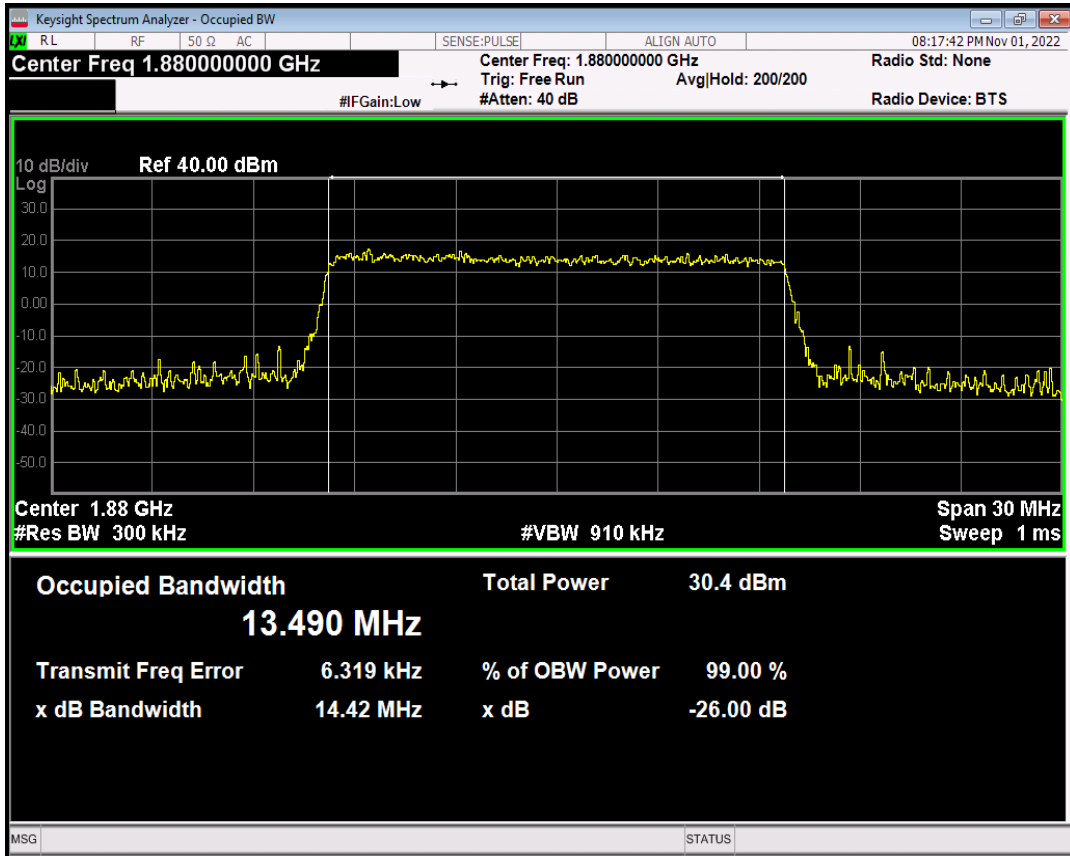 Keysight Spectrum Analyzer - Occupied BW
LXI RL RF 50 Ω AC SENSE:PULSE ALIGN AUTO 08:17:42 PM Nov 01, 2022
Center Freq 1.880000000 GHz Center Freq: 1.880000000 GHz Radio Std: None
Trig: Free Run Avg|Hold: 200/200
#IFGain:Low #Atten: 40 dB Radio Device: BTS
10 dB/div Ref 40.00 dBm
Log
30.0
20.0
10.0
0.00
-10.0
-20.0
-30.0
-40.0
-50.0
Center 1.88 GHz Span 30 MHz
#Res BW 300 kHz #VBW 910 kHz Sweep 1 ms
Occupied Bandwidth Total Power 30.4 dBm
13.490 MHz
Transmit Freq Error 6.319 kHz % of OBW Power 99.00 %
x dB Bandwidth 14.42 MHz x dB -26.00 dB
MSG STATUS